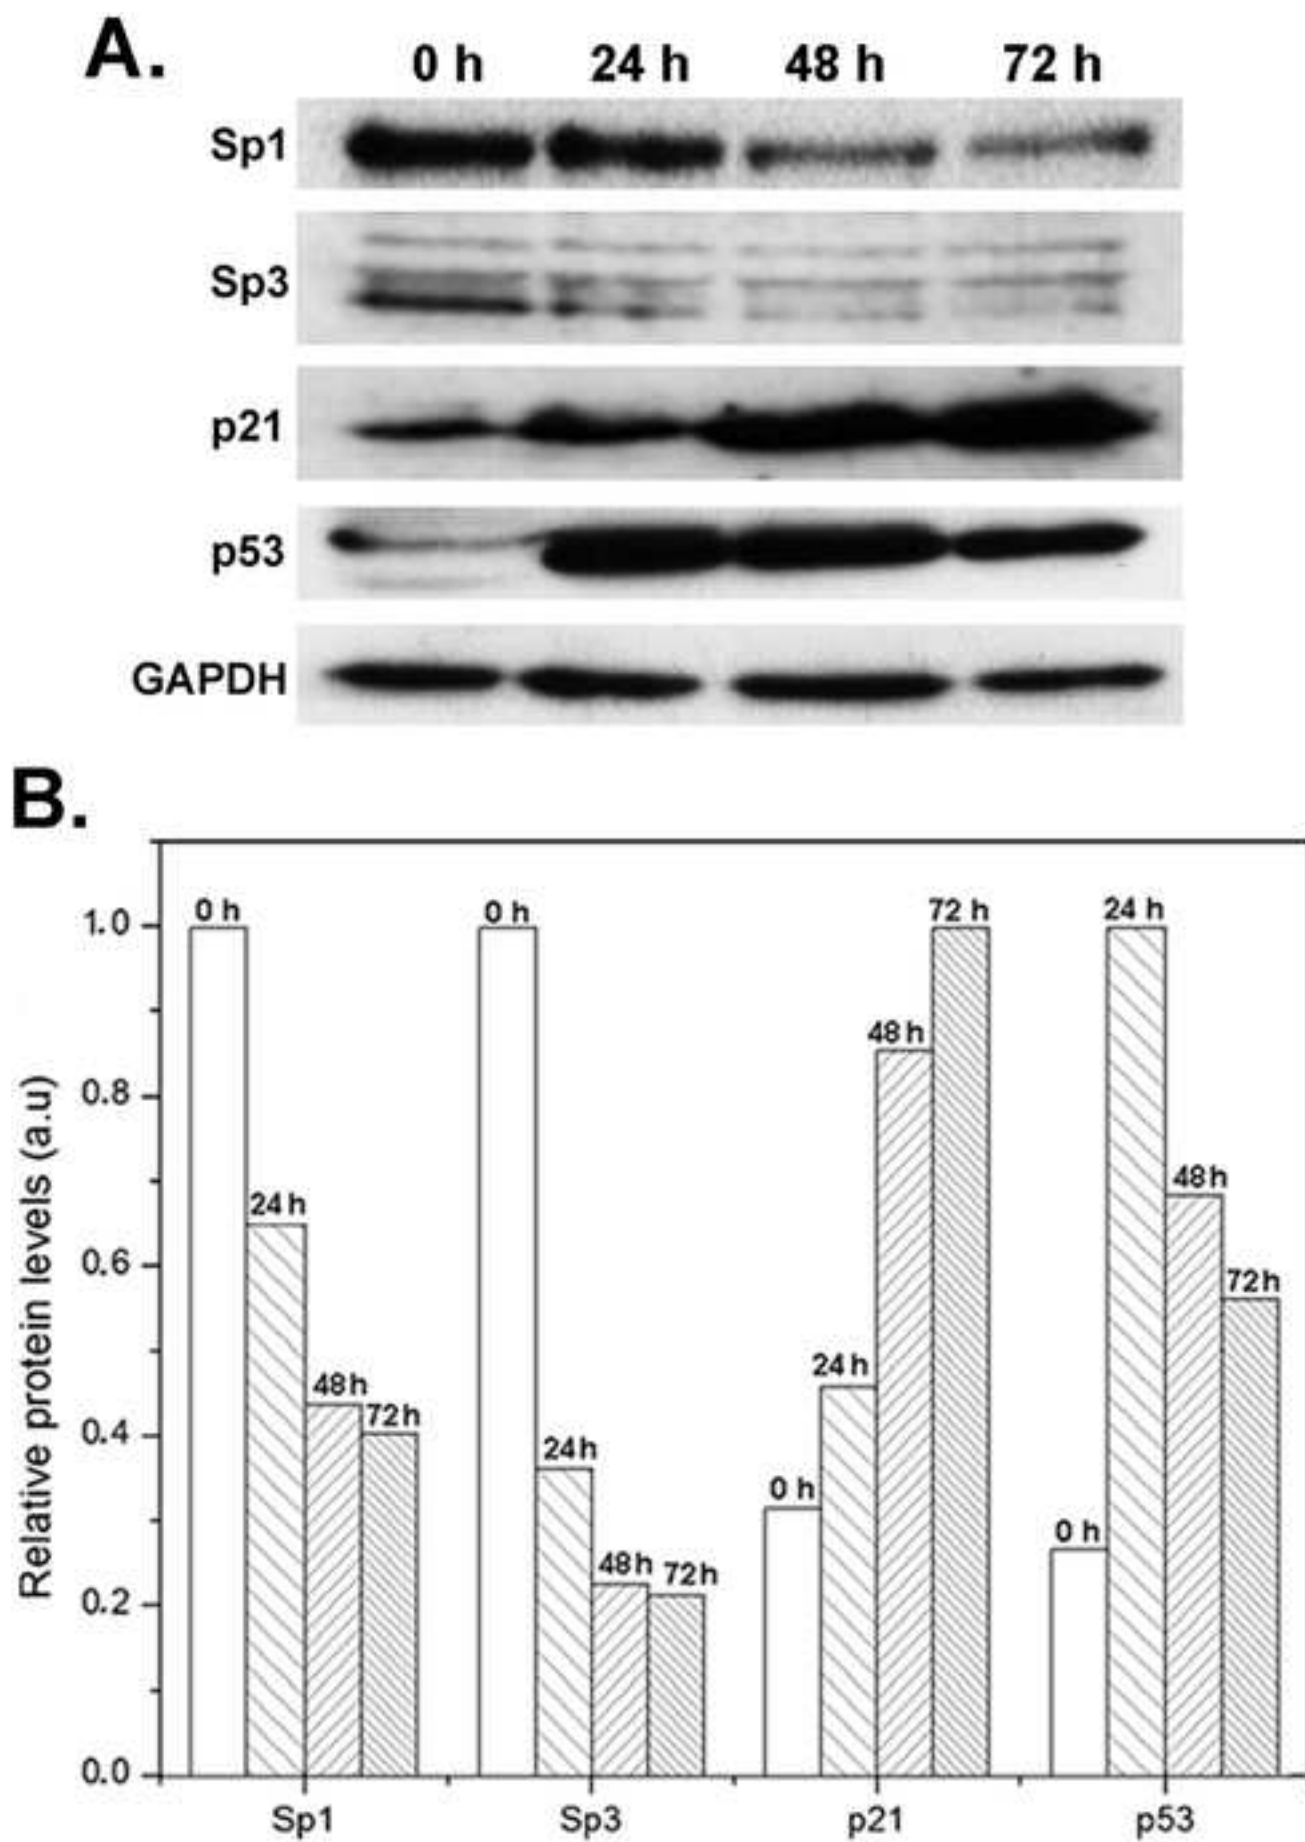 A.
0 h 24 h 48 h 72 h
Sp1
Sp3
p21
p53
GAPDH
B.
Relative protein levels (a.u)
1.0
0.8
0.6
0.4
0.2
0.0
0 h 24 h 48 h 72 h
0 h 24 h 48 h 72 h
0 h 24 h 48 h 72 h
0 h 24 h 48 h 72 h
Sp1 Sp3 p21 p53